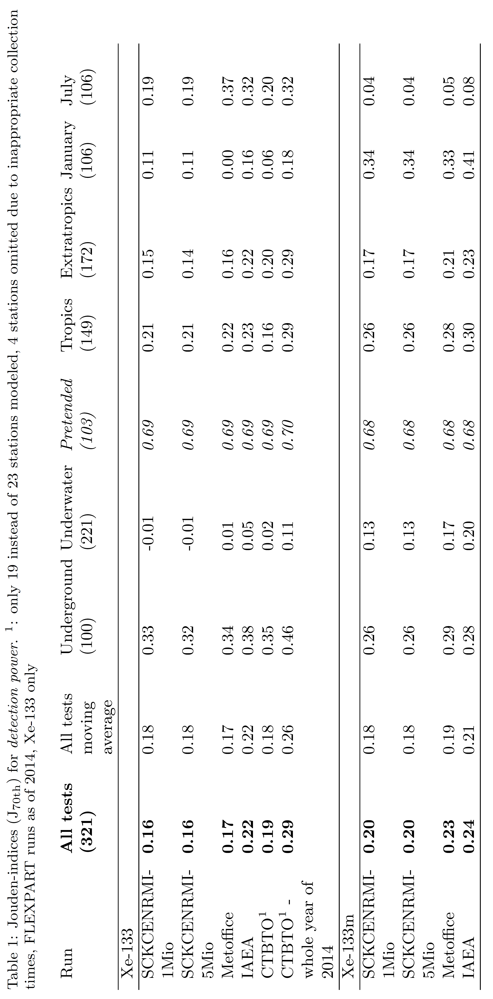 Table 1: Jouden-indices (J70th) for detection power. 1: only 19 instead of 23 stations modeled, 4 stations omitted due to inappropriate collection
times, FLEXPART runs as of 2014, Xe-133 only
Run All tests All tests Underground Underwater Pretended Tropics Extratropics January July
(321) moving (100) (221) (103) (149) (172) (106) (106)
average
Xe-133
SCKCENRMI- 0.16 0.18 0.33 -0.01 0.69 0.21 0.15 0.11 0.19
1Mio
SCKCENRMI- 0.16 0.18 0.32 -0.01 0.69 0.21 0.14 0.11 0.19
5Mio
Metoffice 0.17 0.17 0.34 0.01 0.69 0.22 0.16 0.00 0.37
IAEA 0.22 0.22 0.38 0.05 0.69 0.23 0.22 0.16 0.32
CTBTO1 0.19 0.18 0.35 0.02 0.69 0.16 0.20 0.06 0.20
CTBTO1 - 0.29 0.26 0.46 0.11 0.70 0.29 0.29 0.18 0.32
whole year of
2014
Xe-133m
SCKCENRMI- 0.20 0.18 0.26 0.13 0.68 0.26 0.17 0.34 0.04
1Mio
SCKCENRMI- 0.20 0.18 0.26 0.13 0.68 0.26 0.17 0.34 0.04
5Mio
Metoffice 0.23 0.19 0.29 0.17 0.68 0.28 0.21 0.33 0.05
IAEA 0.24 0.21 0.28 0.20 0.68 0.30 0.23 0.41 0.08